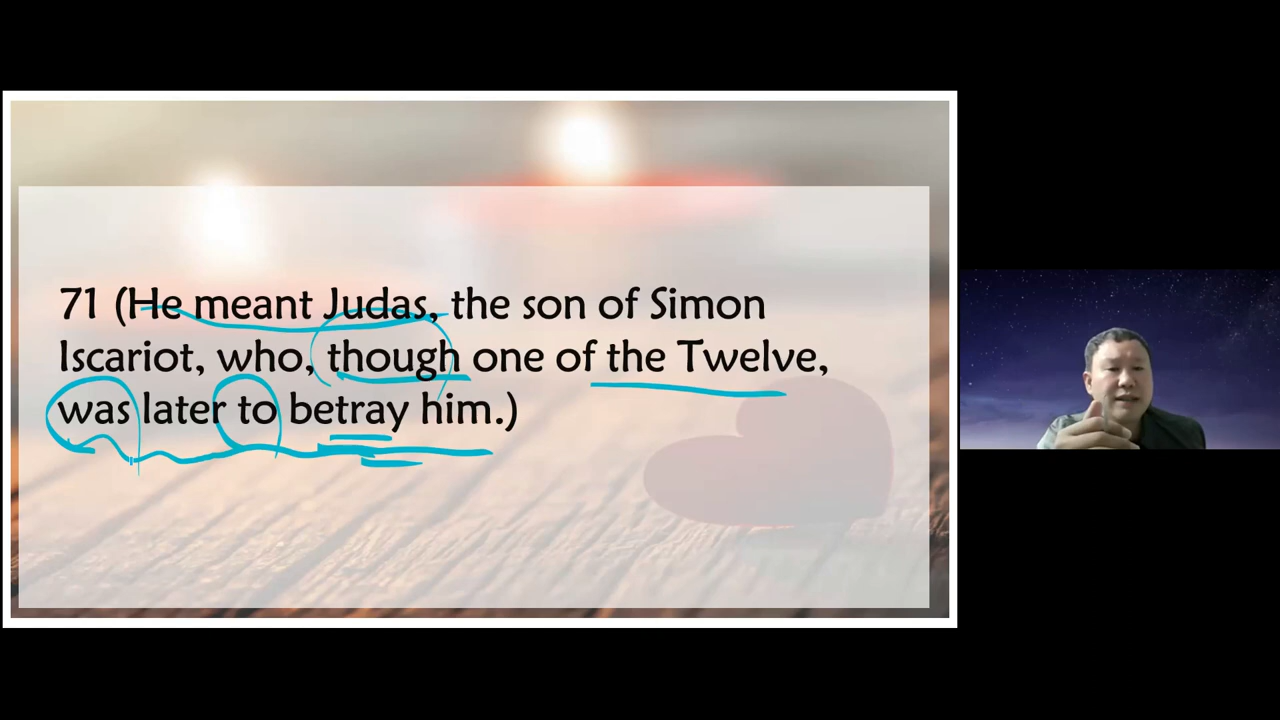 71 (He meant Judas, the son of Simon
Iscariot, who, though one of the Twelve,
was later to betray him.)